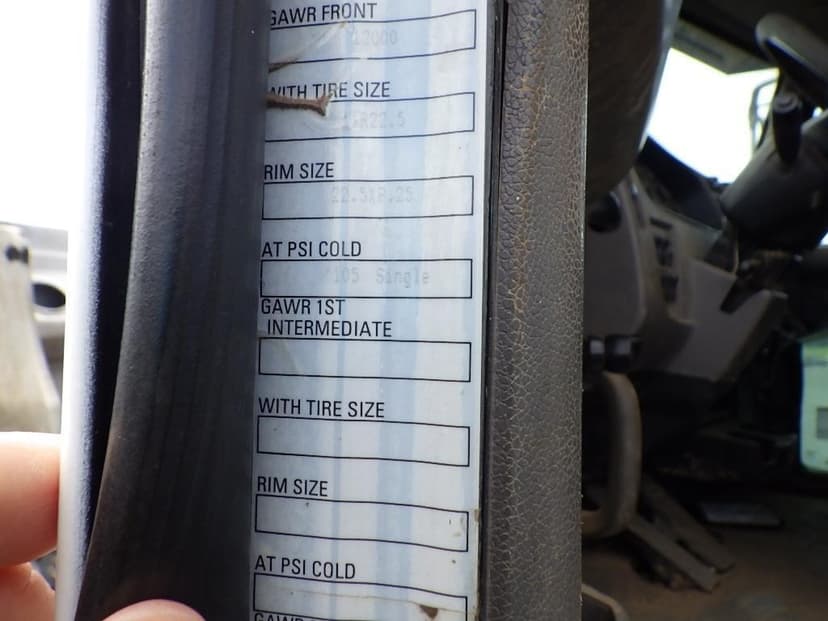 GAWR FRONT
12000
WITH TIRE SIZE
RIM SIZE
22.5X8.25
AT PSI COLD
105 Single
GAWR 1ST
INTERMEDIATE
WITH TIRE SIZE
RIM SIZE
AT PSI COLD